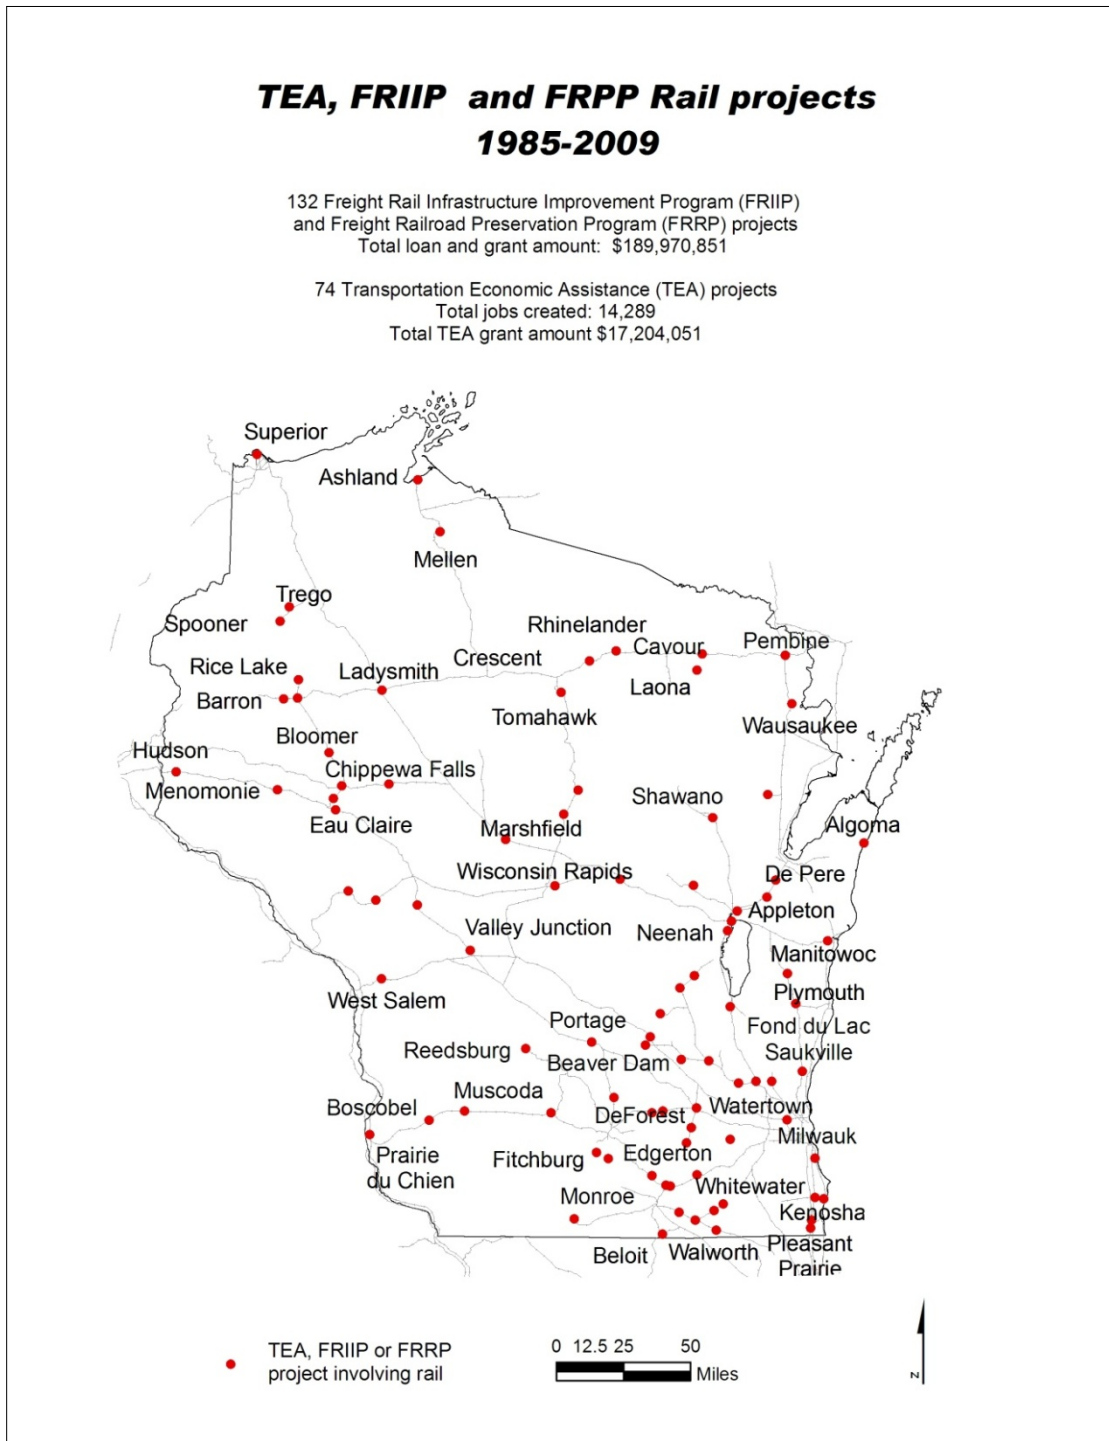 TEA, FRIIP and FRPP Rail projects
1985-2009
132 Freight Rail Infrastructure Improvement Program (FRIIP)
and Freight Railroad Preservation Program (FRRP) projects
Total loan and grant amount: $189,970,851
74 Transportation Economic Assistance (TEA) projects
Total jobs created: 14,289
Total TEA grant amount $17,204,051
Superior
Ashland
Mellen
Trego
Spooner
Rhinelander
Cavour
Pembine
Rice Lake
Ladysmith
Crescent
Barron
Laona
Tomahawk
Wausaukee
Bloomer
Hudson
Chippewa Falls
Menomonie
Shawano
Eau Claire
Marshfield
Algoma
Wisconsin Rapids
De Pere
Appleton
Valley Junction
Neenah
Manitowoc
West Salem
Plymouth
Portage
Fond du Lac
Reedsburg
Beaver Dam
Saukville
Muscoda
Boscobel
DeForest
Watertown
Milwauk
Prairie
du Chien
Fitchburg
Edgerton
Monroe
Whitewater
Kenosha
Beloit
Walworth
Pleasant
Prairie
TEA, FRIIP or FRRP
project involving rail
0 12.5 25 50
Miles
N